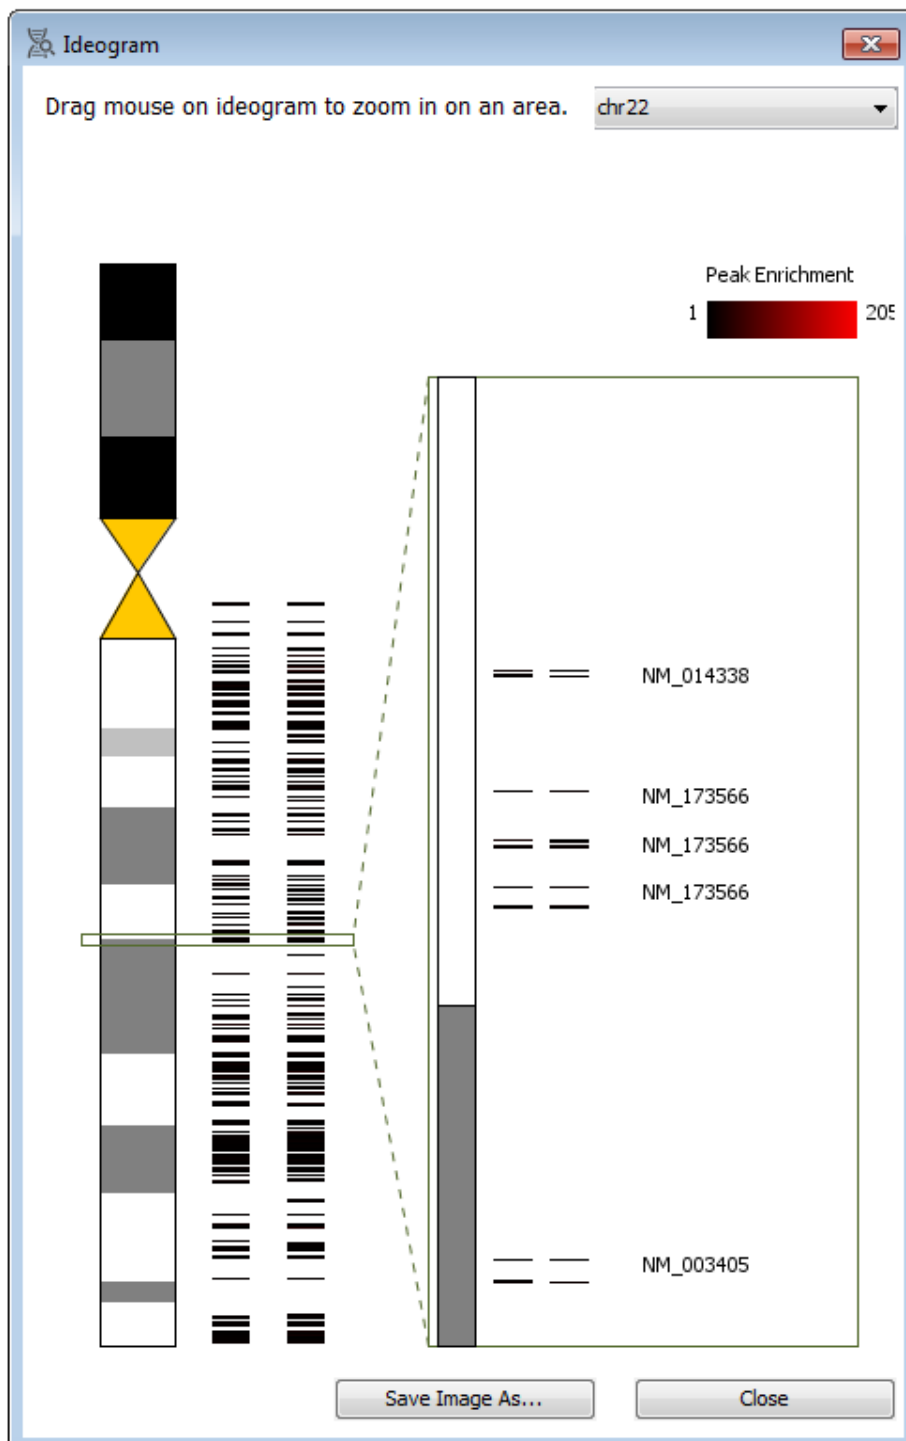 Ideogram
Drag mouse on ideogram to zoom in on an area.
chr22
Peak Enrichment
1
205
NM_014338
NM_173566
NM_173566
NM_173566
NM_003405
Save Image As...
Close